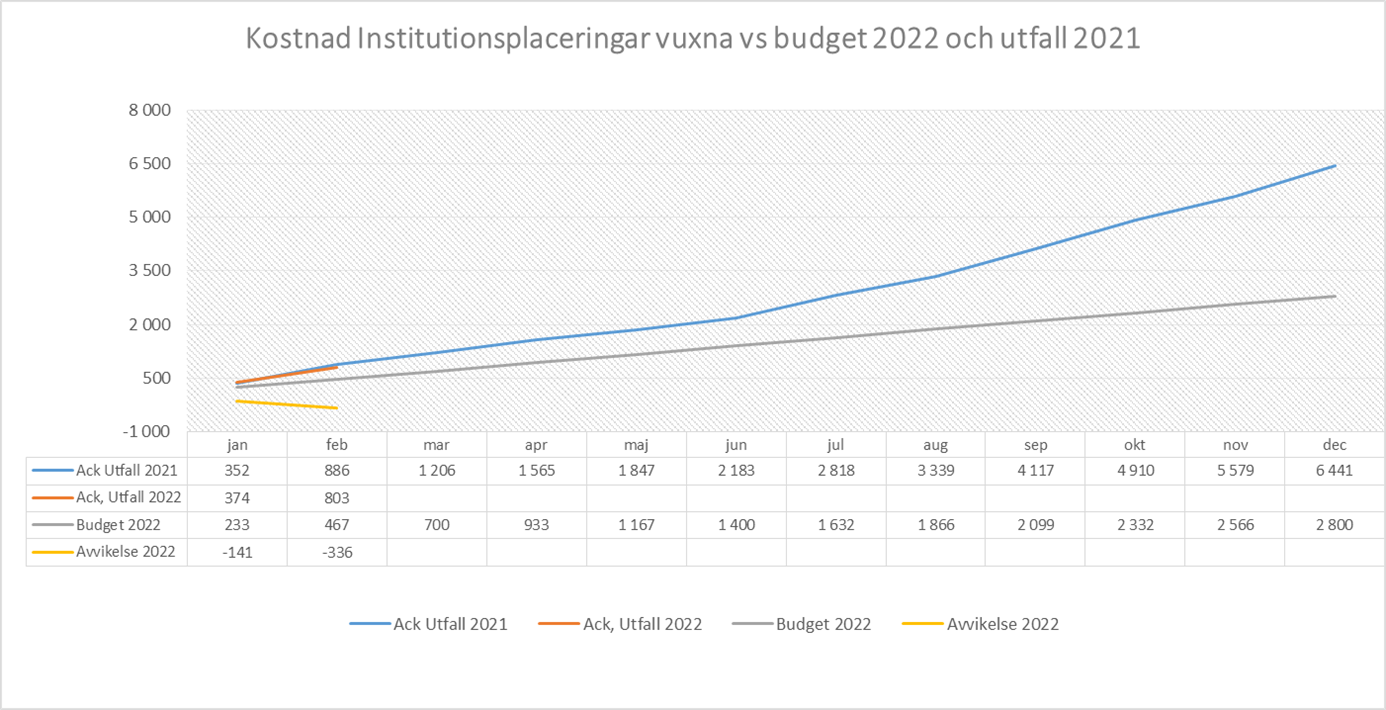 Kostnad Institutionsplaceringar vuxna vs budget 2022 och utfall 2021
8 000
6 500
5 000
3 500
2 000
500
-1 000
jan feb mar apr maj jun jul aug sep okt nov dec
Ack Utfall 2021 352 886 1 206 1 565 1 847 2 183 2 818 3 339 4 117 4 910 5 579 6 441
Ack, Utfall 2022 374 803
Budget 2022 233 467 700 933 1 167 1 400 1 632 1 866 2 099 2 332 2 566 2 800
Avvikelse 2022 -141 -336
Ack Utfall 2021 Ack, Utfall 2022 Budget 2022 Avvikelse 2022